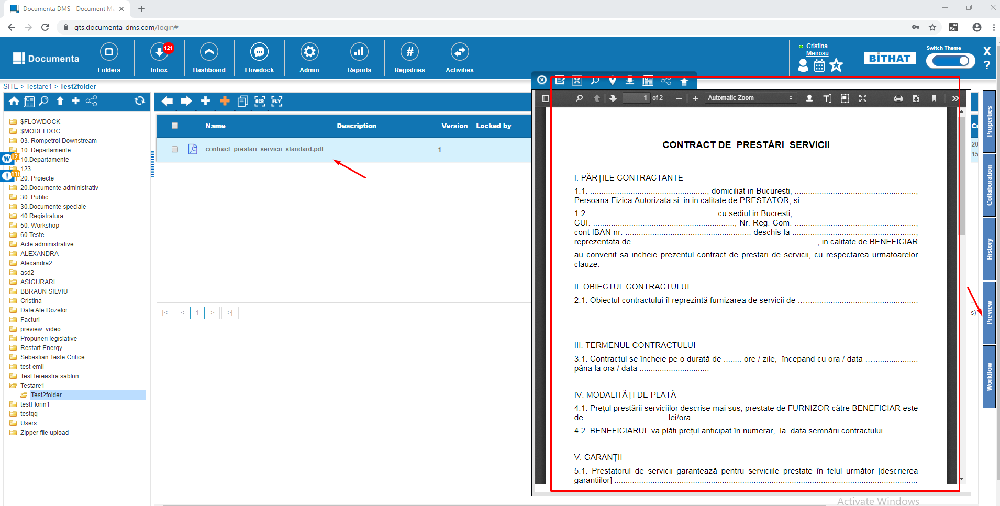 Documenta DMS - Document Ma
gts.documenta-dms.com/login#
Se
Documenta
Folders
121
Inbox
Dashboard
Flowdock
Admin
Reports
#
Registries
Activities
Cristina
Meirosu
BITHAT
Switch Theme
X
?
SITE > Testare1 > Test2folder
OCR
FLY
$FLOWDOCK
$MODELDOC
03. Rompetrol Downstream
10. Departamente
W 121
10.Departamente
123
! 118
20. Proiecte
20.Documente administrativ
30. Public
30.Documente speciale
40.Registratura
50. Workshop
60.Teste
Acte administrative
ALEXANDRA
Alexandra2
asd2
ASIGURARI
BBRAUN SILVIU
Cristina
Date Ale Dozelor
Facturi
preview_video
Propuneri legislative
Restart Energy
Sebastian Teste Critice
test emil
Test fereastra sablon
Testare1
Test2folder
testFlorin1
testqq
Users
Zipper file upload
Name Description Version Locked by
contract_prestari_servicii_standard.pdf 1
|< < 1 > >|
1 of 2 Automatic Zoom
CONTRACT DE PRESTĂRI SERVICII
I. PĂRȚILE CONTRACTANTE
1.1. ...................................................., domiciliat in Bucuresti, ......................................................,
Persoana Fizica Autorizata si in in calitate de PRESTATOR, si
1.2. ........................................................ cu sediul in Bucresti, .......................................................
CUI. ..............................................................., Nr. Reg. Com. ......................................................,
cont IBAN nr. ........................................................ deschis la .......................................................,
reprezentata de ................................................................................. , in calitate de BENEFICIAR
au convenit sa incheie prezentul contract de prestari de servicii, cu respectarea urmatoarelor
clauze:
II. OBIECTUL CONTRACTULUI
2.1. Obiectul contractului îl reprezintă furnizarea de servicii de ......................................................
..........................................................................................................................................................
..........................................................................................................................................................
III. TERMENUL CONTRACTULUI
3.1. Contractul se încheie pe o durată de ........ ore / zile, începand cu ora / data ........................
pâna la ora / data ...............................
IV. MODALITĂȚI DE PLATĂ
4.1. Prețul prestării serviciilor descrise mai sus, prestate de FURNIZOR către BENEFICIAR este
de .................................... lei/ora.
4.2. BENEFICIARUL va plăti prețul anticipat în numerar, la data semnării contractului.
V. GARANȚII
5.1. Prestatorul de servicii garantează pentru serviciile prestate în felul următor [descrierea
garantiilor] ........................................................................................................................................
Cr
20
15
s)
Properties
Collaboration
History
Preview
Workflow
Activate Windows